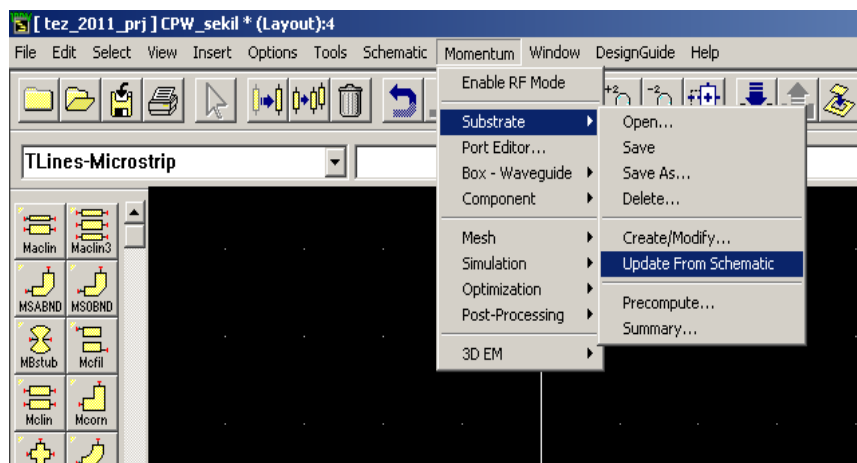 [ tez_2011_prj ] CPW_sekil * (Layout):4
File Edit Select View Insert Options Tools Schematic Momentum Window DesignGuide Help
Enable RF Mode
+2 -2
Substrate
Open...
Port Editor...
Save
TLines-Microstrip
Box - Waveguide
Save As...
Component
Delete...
Mesh
Create/Modify...
Maclin Maclin3
Simulation
Update From Schematic
Optimization
Precompute...
MSABND MSOBND
Post-Processing
Summary...
3D EM
MBstub Mcfil
Mclin Mcorn